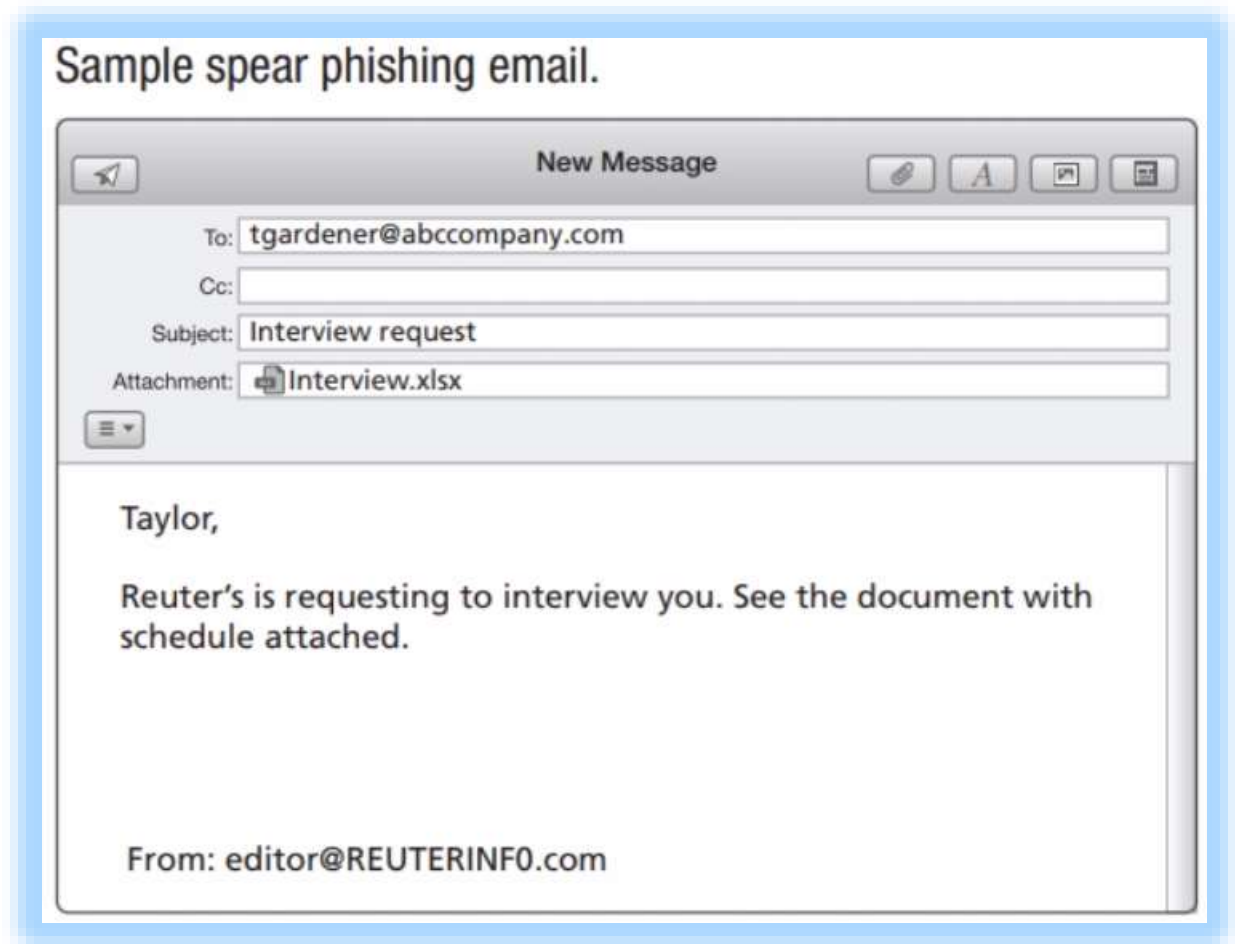 Sample spear phishing email.
New Message
A
To: tgardener@abccompany.com
Cc:
Subject: Interview request
Attachment: Interview.xlsx
Taylor,
Reuter's is requesting to interview you. See the document with
schedule attached.
From: editor@REUTERINF0.com